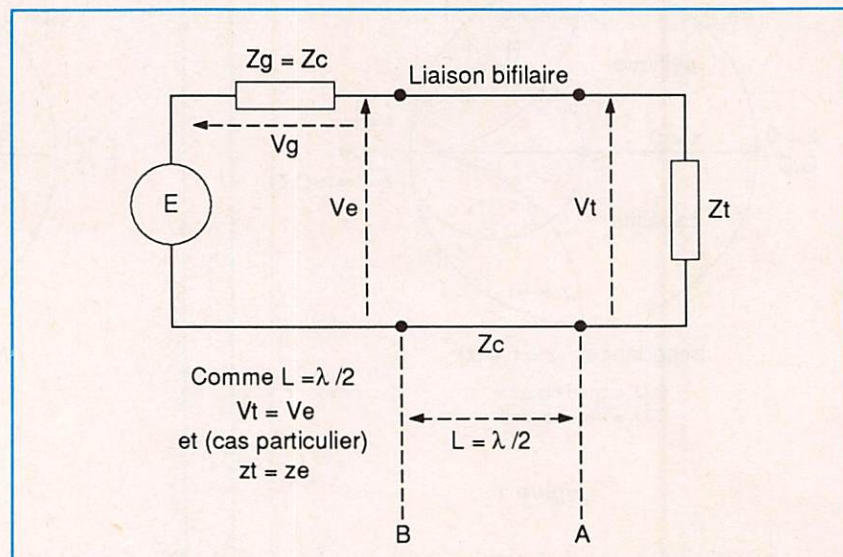 Zg = Zc
Liaison bifilaire
Vg
E
Ve
Vt
Zt
Zc
Comme L = λ/2
Vt = Ve
et (cas particulier)
zt = ze
L = λ/2
B
A